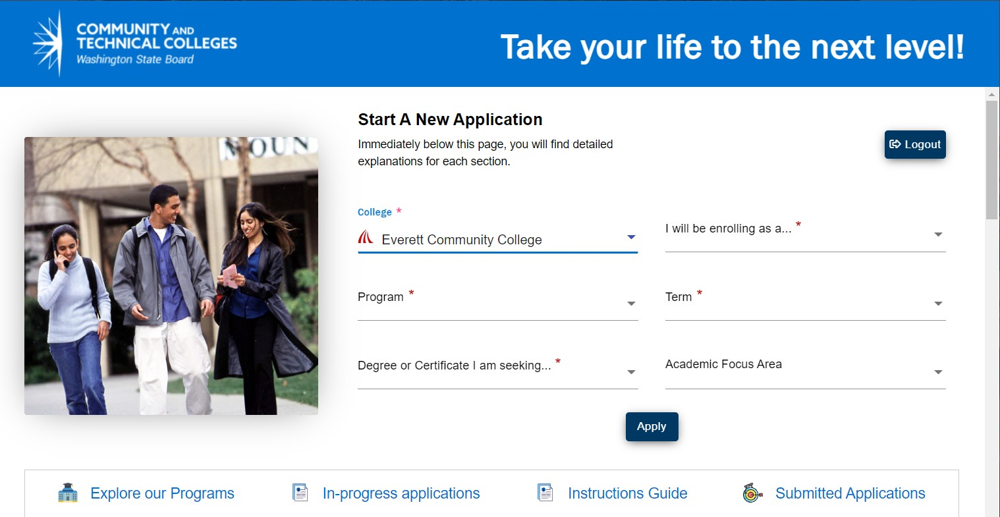 COMMUNITY AND
TECHNICAL COLLEGES
Washington State Board
Take your life to the next level!
MOUN
Start A New Application
Immediately below this page, you will find detailed
explanations for each section.
Logout
College *
Everett Community College
I will be enrolling as a... *
Program *
Term *
Degree or Certificate I am seeking... *
Academic Focus Area
Apply
Explore our Programs
In-progress applications
Instructions Guide
Submitted Applications